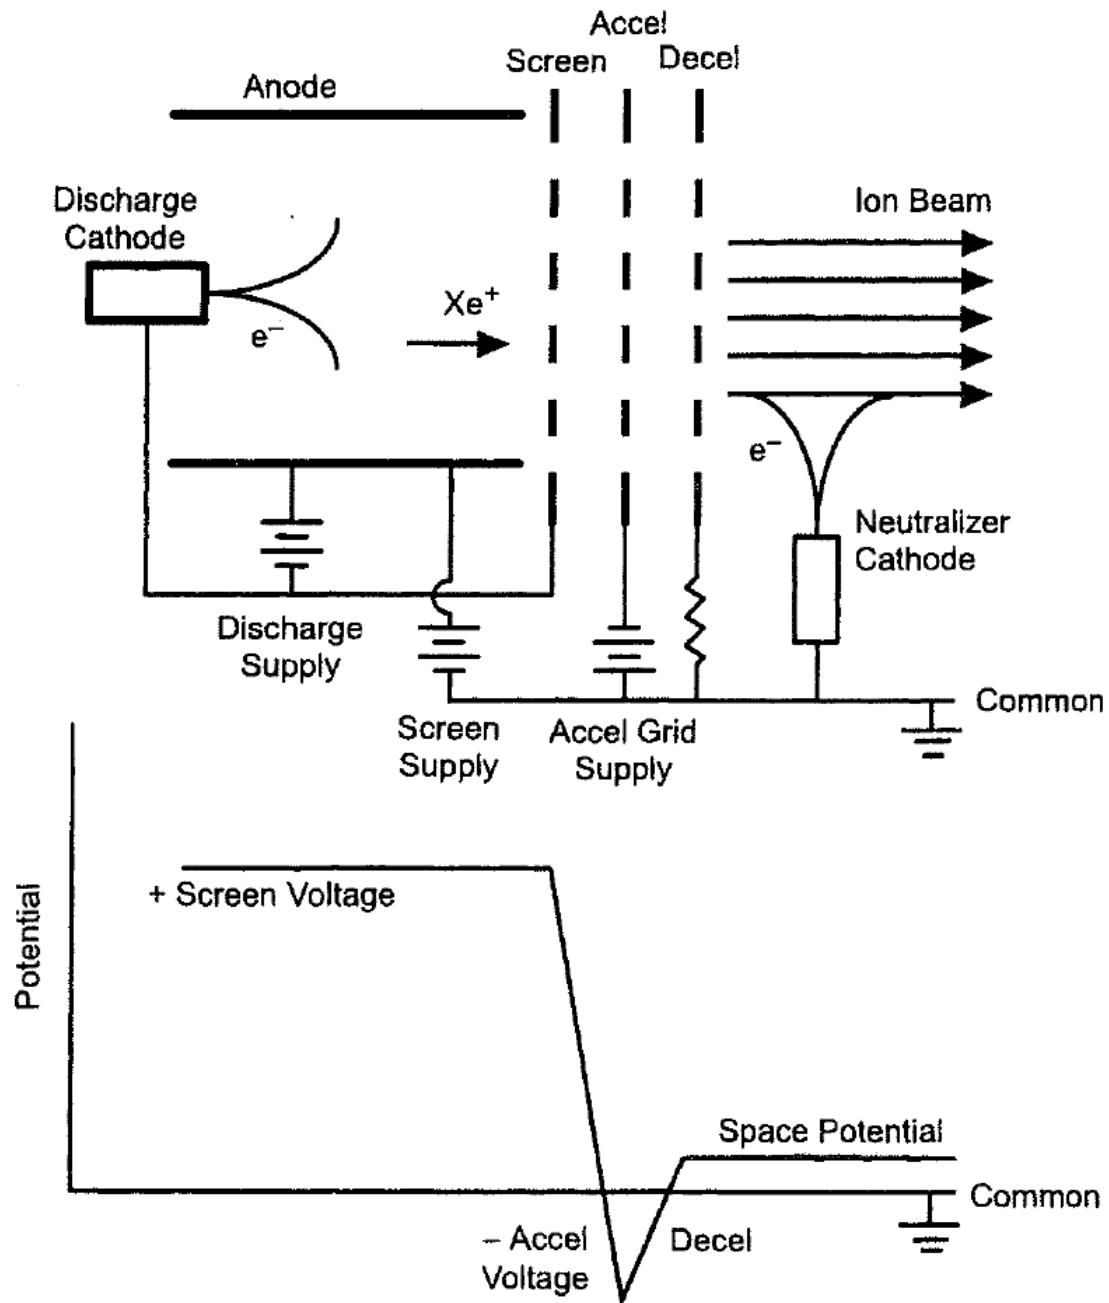 Accel
Screen
Decel
Anode
Discharge
Cathode
Ion Beam
Xe⁺
e⁻
e⁻
Neutralizer
Cathode
Discharge
Supply
Screen
Supply
Accel Grid
Supply
Common
Potential
+ Screen Voltage
Space Potential
Common
– Accel
Voltage
Decel